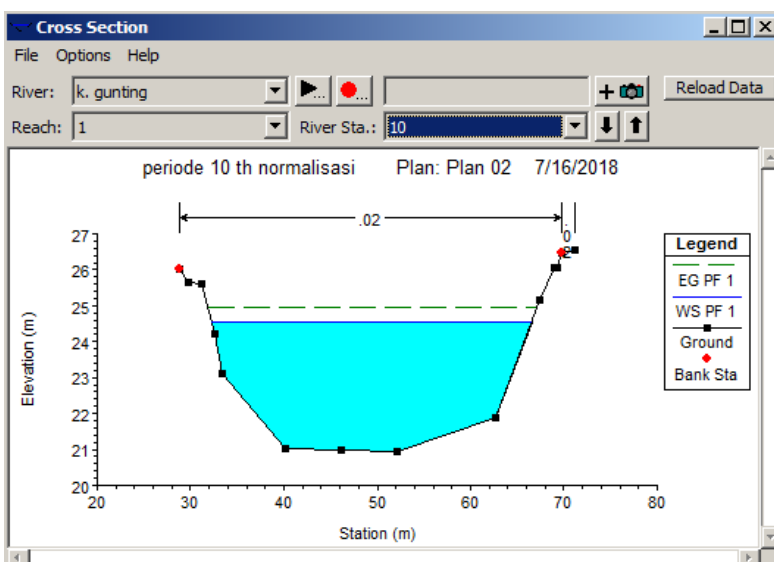 Cross Section
File Options Help
River: k. gunting
Reload Data
Reach: 1 River Sta.: 10
periode 10 th normalisasi Plan: Plan 02 7/16/2018
.02
.02
27
26
25
24
23
22
21
20
Elevation (m)
20 30 40 50 60 70 80
Station (m)
Legend
EG PF 1
WS PF 1
Ground
Bank Sta